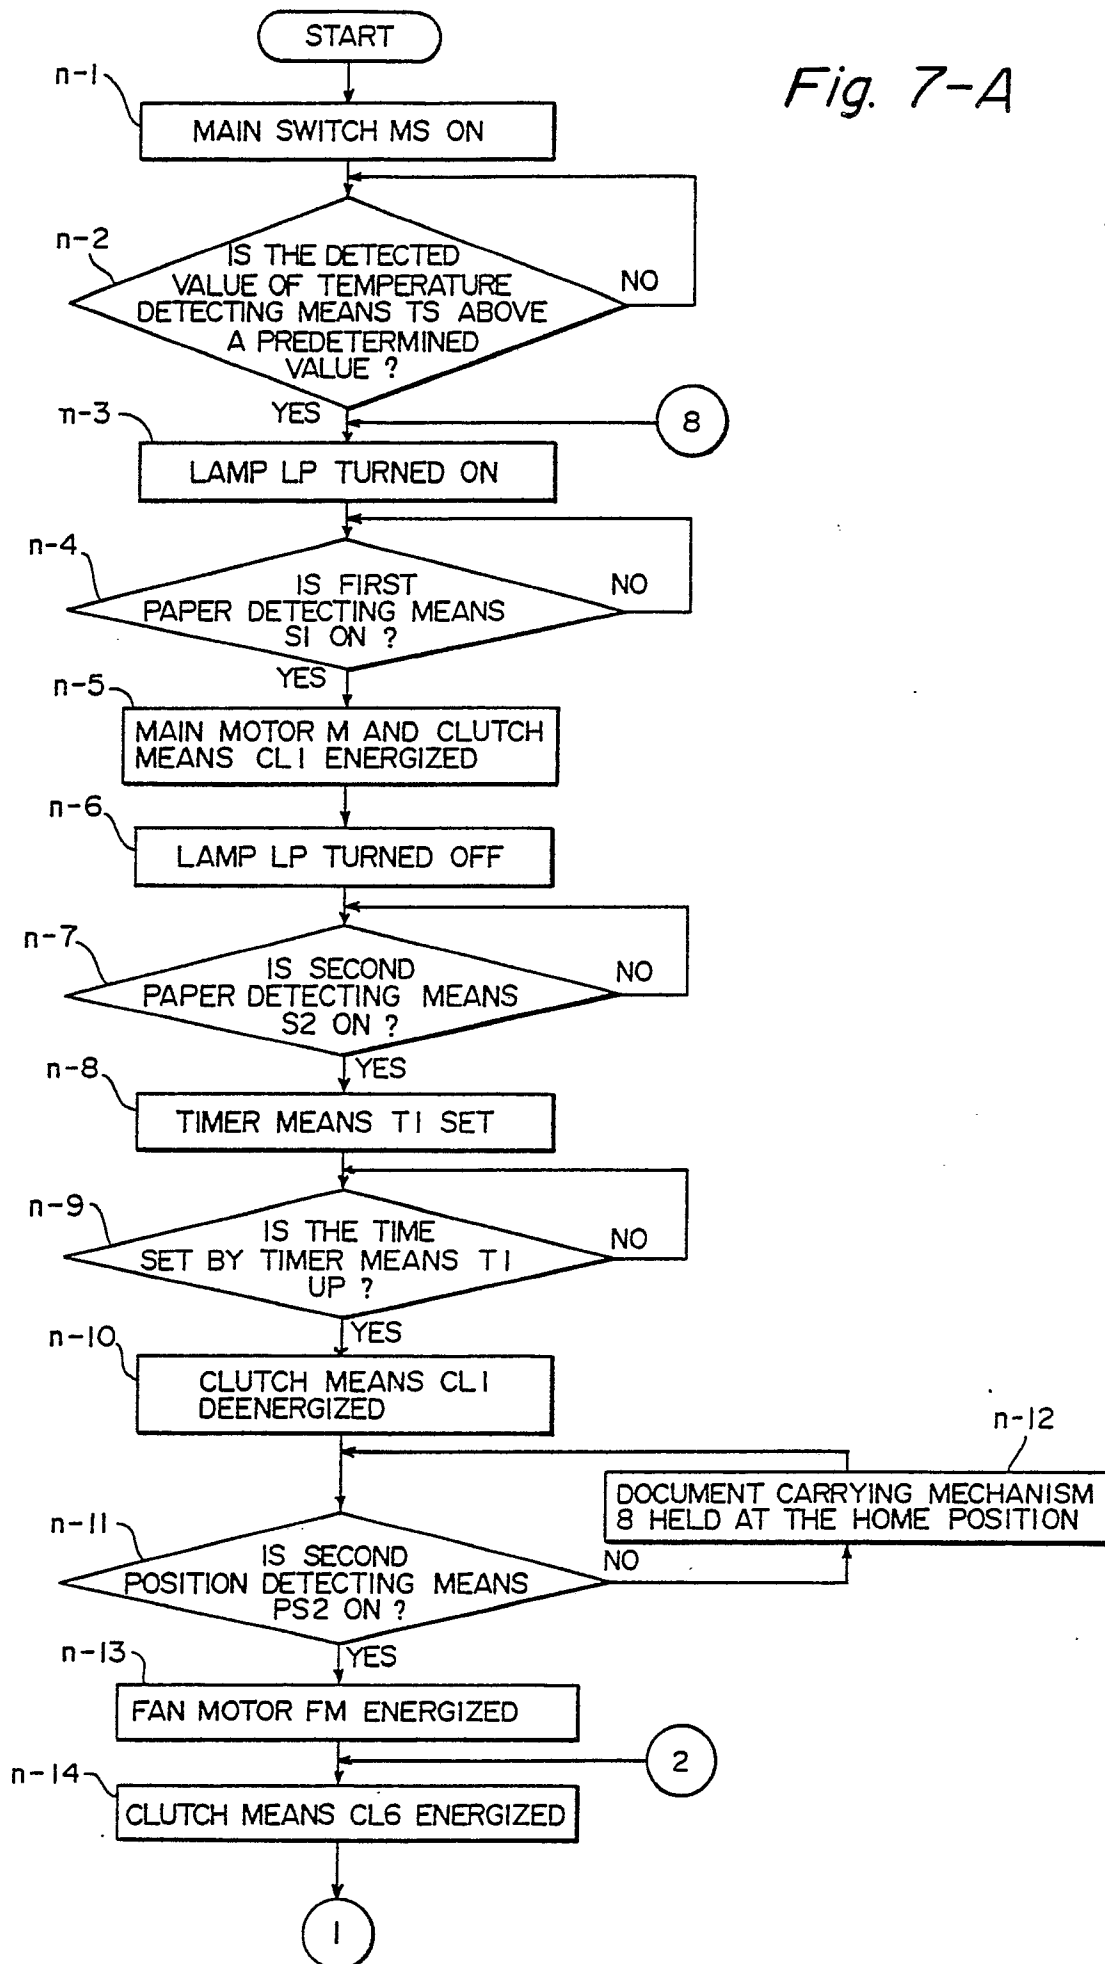 START
Fig. 7-A
n-1
MAIN SWITCH MS ON
n-2
IS THE DETECTED
VALUE OF TEMPERATURE
DETECTING MEANS TS ABOVE
A PREDETERMINED
VALUE ?
NO
YES
8
n-3
LAMP LP TURNED ON
n-4
IS FIRST
PAPER DETECTING MEANS
S1 ON ?
NO
YES
n-5
MAIN MOTOR M AND CLUTCH
MEANS CL1 ENERGIZED
n-6
LAMP LP TURNED OFF
n-7
IS SECOND
PAPER DETECTING MEANS
S2 ON ?
NO
YES
n-8
TIMER MEANS T1 SET
n-9
IS THE TIME
SET BY TIMER MEANS T1
UP ?
NO
YES
n-10
CLUTCH MEANS CL1
DEENERGIZED
n-12
DOCUMENT CARRYING MECHANISM
8 HELD AT THE HOME POSITION
n-11
IS SECOND
POSITION DETECTING MEANS
PS2 ON ?
NO
YES
n-13
FAN MOTOR FM ENERGIZED
2
n-14
CLUTCH MEANS CL6 ENERGIZED
1